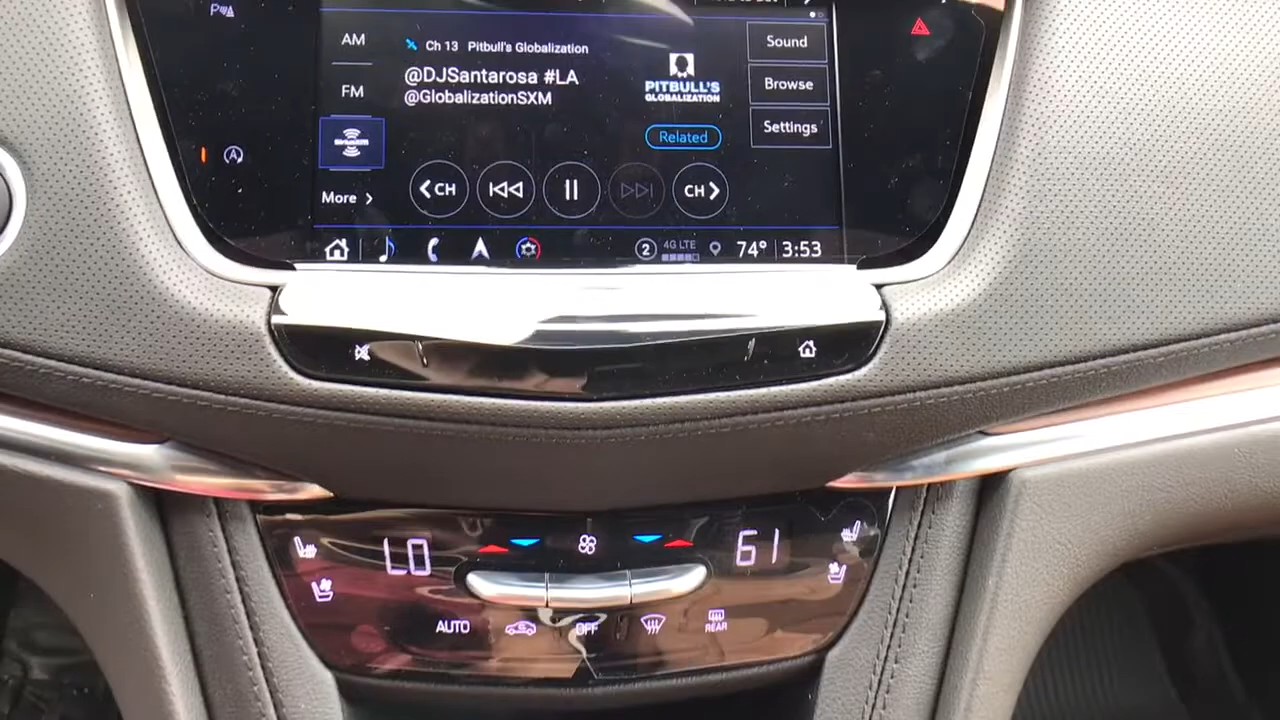 AM
Ch 13 Pitbull's Globalization
Sound
@DJSantarosa #LA
@GlobalizationSXM
PITBULL'S
GLOBALIZATION
Browse
FM
Settings
Related
SiriusXM
A
CH
CH
More
2
4G LTE
74° 3:53
LO
61
AUTO
OFF
REAR